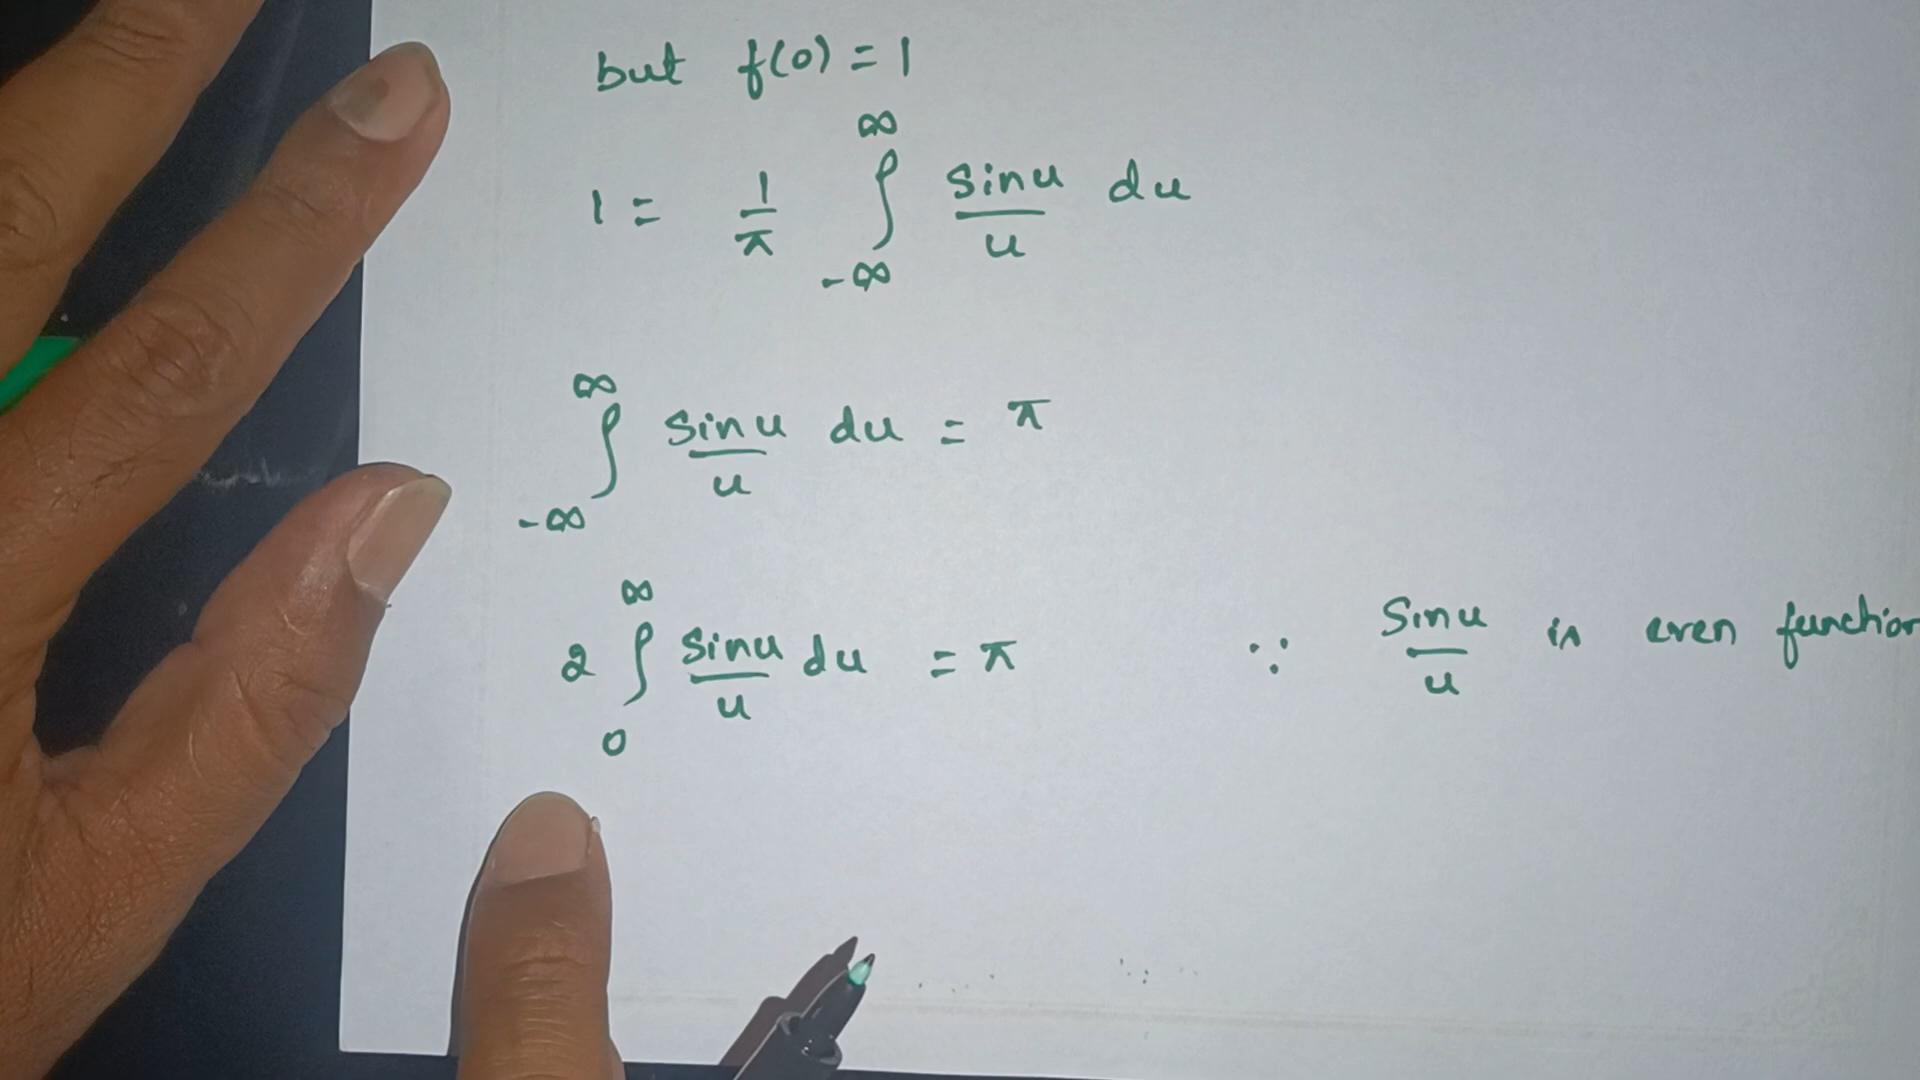 but f(0) = 1
1 = 1/π ∫_{-∞}^{∞} sinu/u du
∫_{-∞}^{∞} sinu/u du = π
2 ∫_{0}^{∞} sinu/u du = π ∵ sinu/u is even function